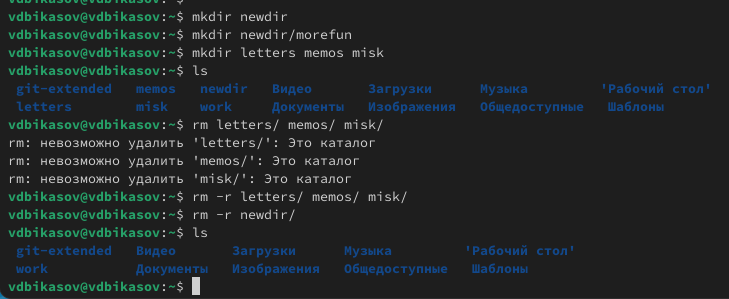 vdbikasov@vdbikasov:~$ mkdir newdir
vdbikasov@vdbikasov:~$ mkdir newdir/morefun
vdbikasov@vdbikasov:~$ mkdir letters memos misk
vdbikasov@vdbikasov:~$ ls
git-extended memos newdir Видео Загрузки Музыка 'Рабочий стол'
letters misk work Документы Изображения Общедоступные Шаблоны
vdbikasov@vdbikasov:~$ rm letters/ memos/ misk/
rm: невозможно удалить 'letters/': Это каталог
rm: невозможно удалить 'memos/': Это каталог
rm: невозможно удалить 'misk/': Это каталог
vdbikasov@vdbikasov:~$ rm -r letters/ memos/ misk/
vdbikasov@vdbikasov:~$ rm -r newdir/
vdbikasov@vdbikasov:~$ ls
git-extended Видео Загрузки Музыка 'Рабочий стол'
work Документы Изображения Общедоступные Шаблоны
vdbikasov@vdbikasov:~$